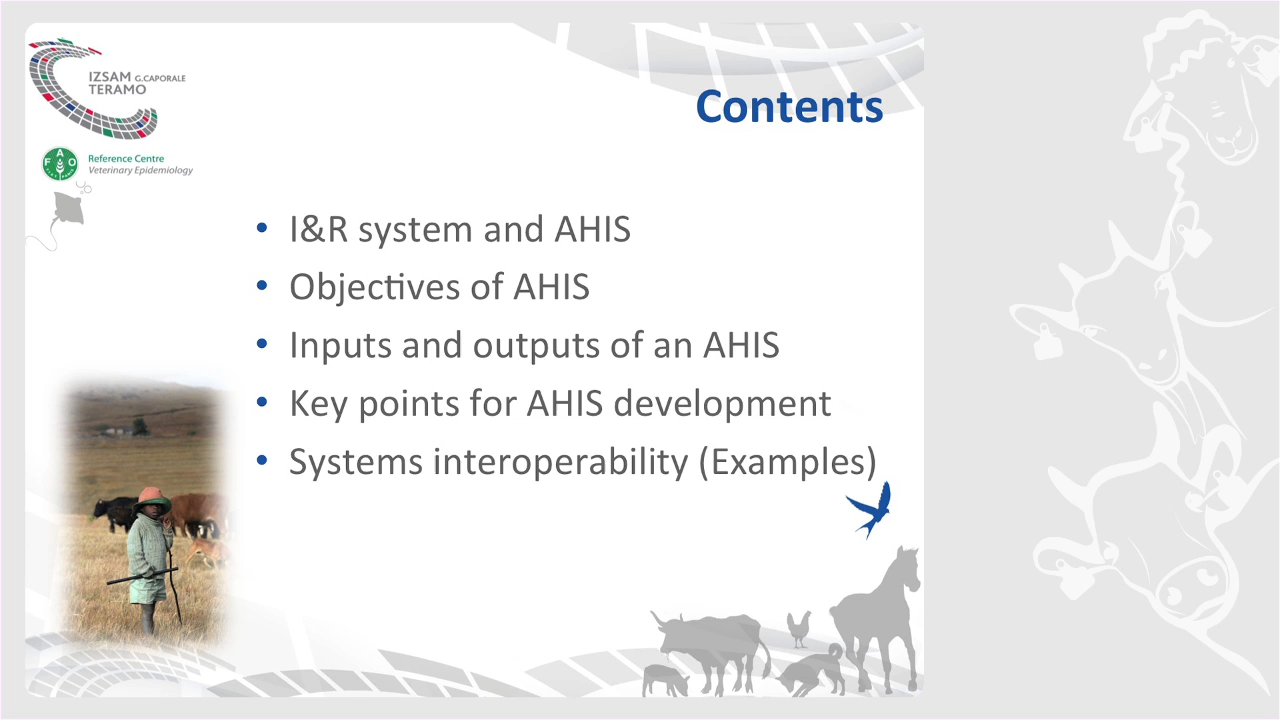 IZSAM G.CAPORALE
TERAMO
FAO
Reference Centre
Veterinary Epidemiology
Contents
• I&R system and AHIS
• Objectives of AHIS
• Inputs and outputs of an AHIS
• Key points for AHIS development
• Systems interoperability (Examples)